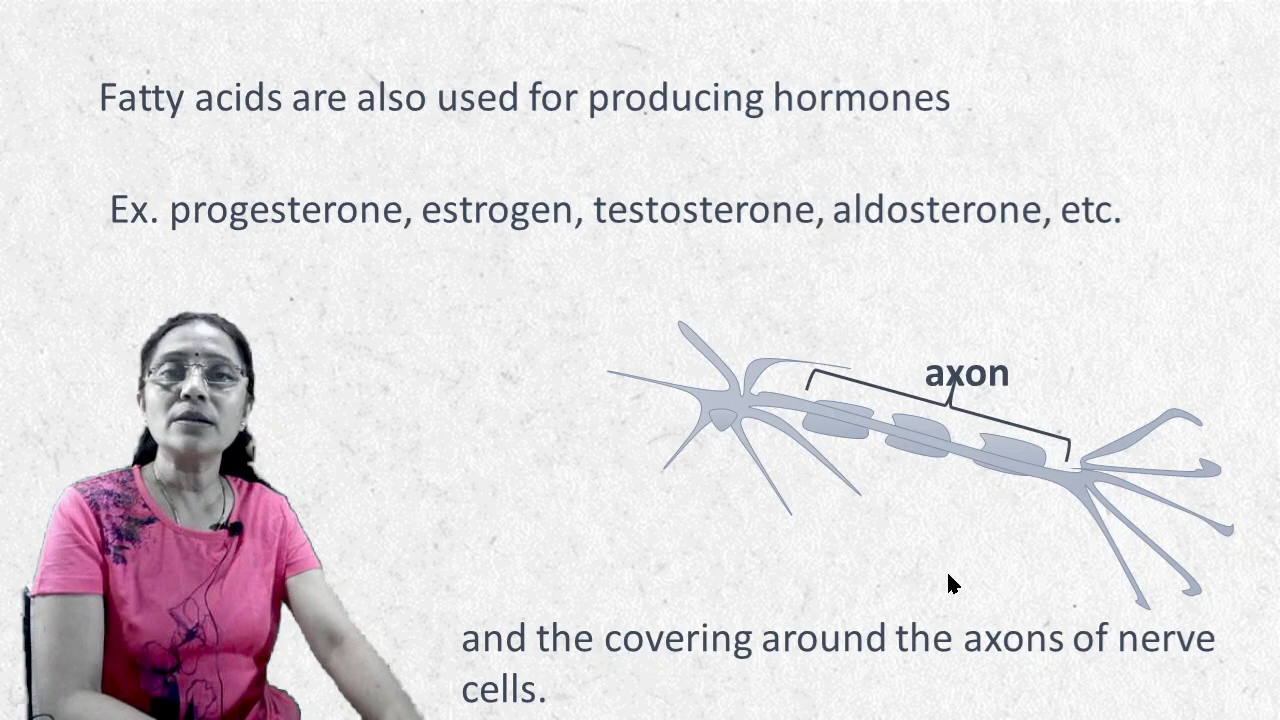 Fatty acids are also used for producing hormones
Ex. progesterone, estrogen, testosterone, aldosterone, etc.
axon
and the covering around the axons of nerve
cells.